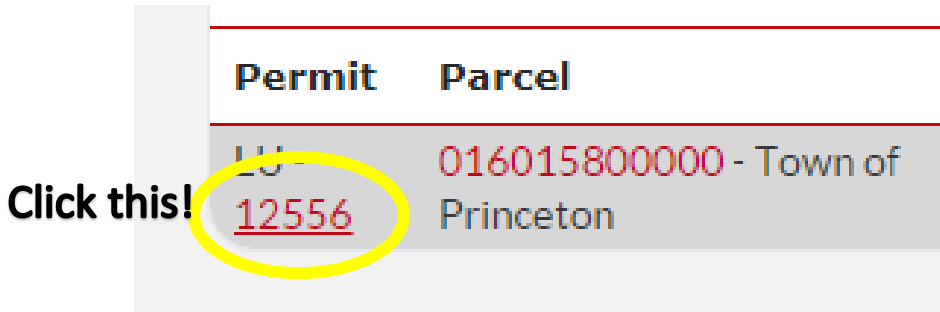 Permit Parcel
LU - 016015800000 - Town of
Click this!
12556 Princeton